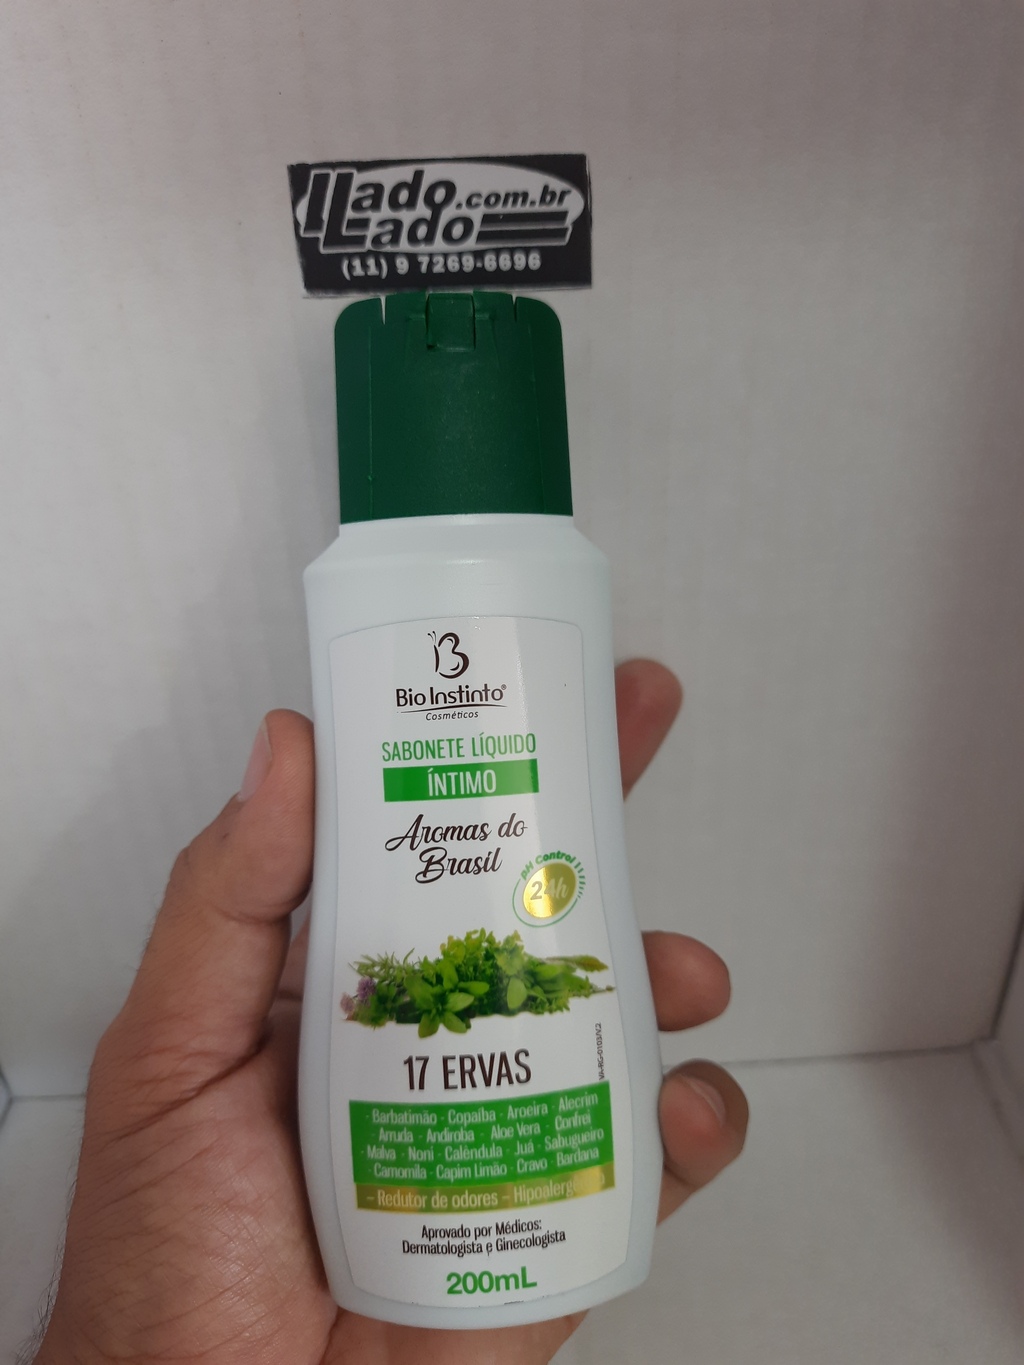 LLado.com.br
Lado
(11) 9 7269-6696
B
Bio Instinto®
Cosméticos
SABONETE LÍQUIDO
ÍNTIMO
Aromas do
Brasil
PH Control
24h
17 ERVAS
- Barbatimão - Copaíba - Aroeira - Alecrim
- Arruda - Andiroba - Aloe Vera - Confrei
- Malva - Noni - Calêndula - Juá - Sabugueiro
- Camomila - Capim Limão - Cravo - Bardana
– Redutor de odores –
Aprovado por Médicos:
Dermatologista e Ginecologista
200mL